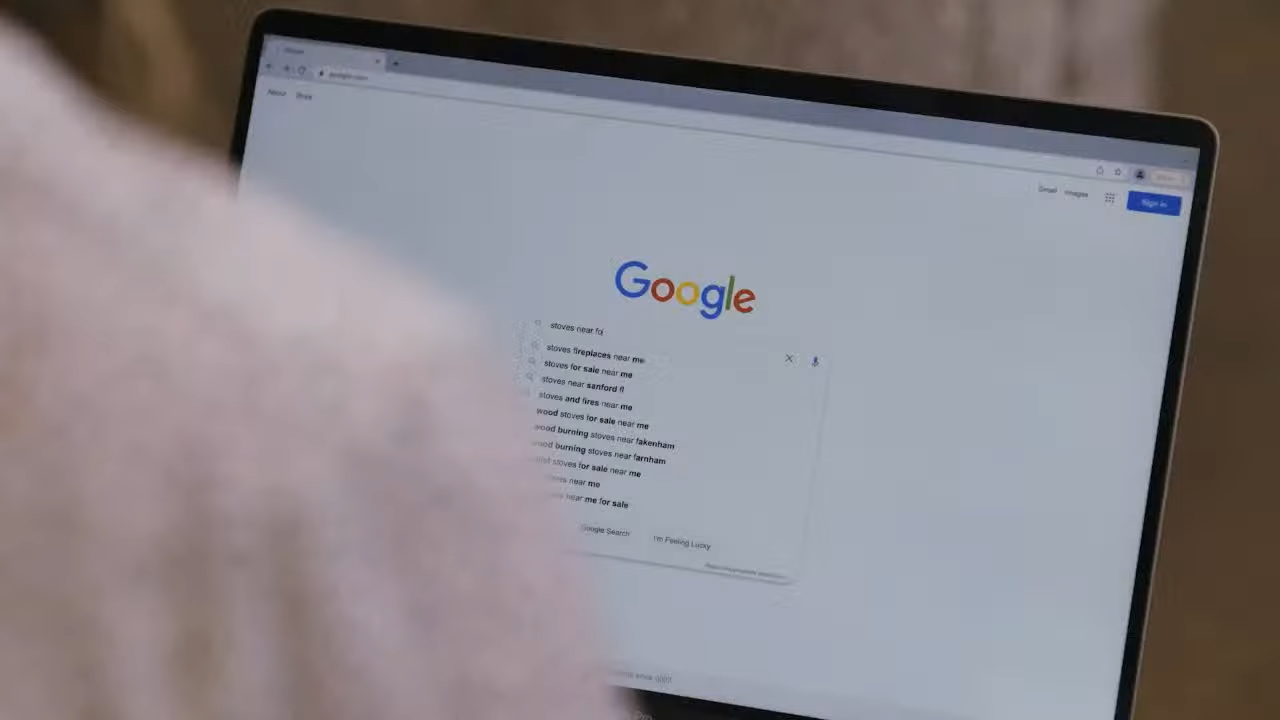 About Store
Gmail Images
Sign in
Google
stoves near fo
stoves fireplaces near me
stoves for sale near me
stoves near sanford fl
stoves and fires near me
wood stoves for sale near me
wood burning stoves near fakenham
wood burning stoves near farnham
stoves for sale near me
near me
near me for sale
Google Search I'm Feeling Lucky
since 2007